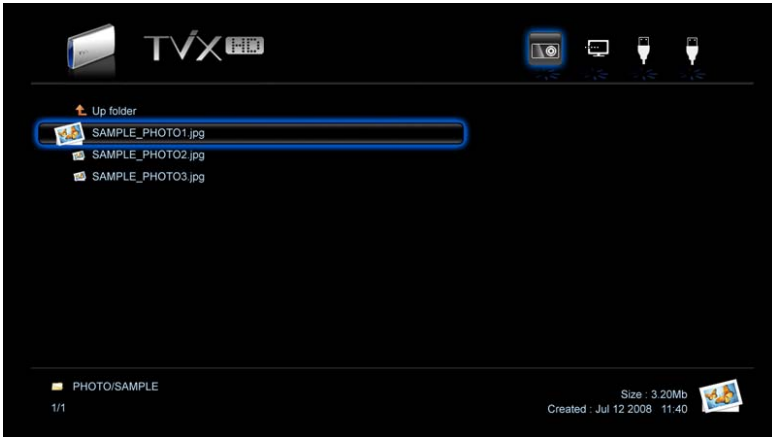 TViX HD
Up folder
SAMPLE_PHOTO1.jpg
SAMPLE_PHOTO2.jpg
SAMPLE_PHOTO3.jpg
PHOTO/SAMPLE
1/1
Size : 3.20Mb
Created : Jul 12 2008 11:40